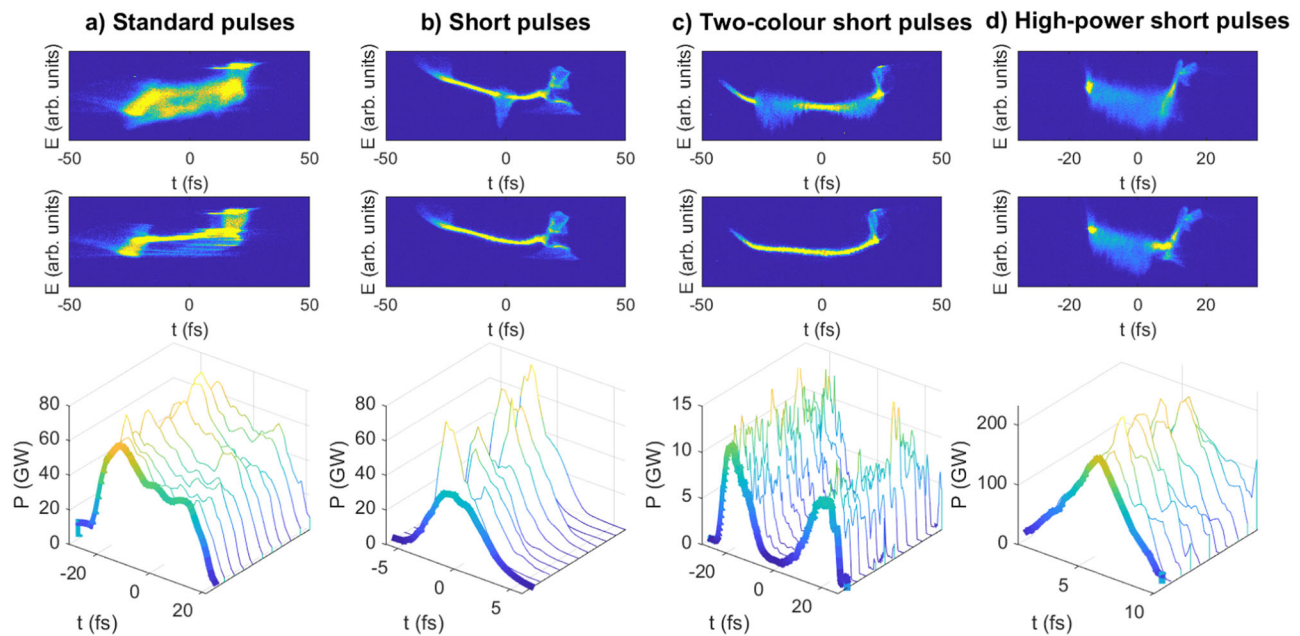 a) Standard pulses
b) Short pulses
c) Two-colour short pulses
d) High-power short pulses
E (arb. units)
-50 0 50
t (fs)
E (arb. units)
-50 0 50
t (fs)
E (arb. units)
-50 0 50
t (fs)
E (arb. units)
-20 0 20
t (fs)
E (arb. units)
-50 0 50
t (fs)
E (arb. units)
-50 0 50
t (fs)
E (arb. units)
-50 0 50
t (fs)
E (arb. units)
-20 0 20
t (fs)
P (GW)
80
60
40
20
0
-20 0 20
t (fs)
P (GW)
80
60
40
20
0
-5 0 5
t (fs)
P (GW)
15
10
5
0
-20 0 20
t (fs)
P (GW)
200
100
0
5 10
t (fs)